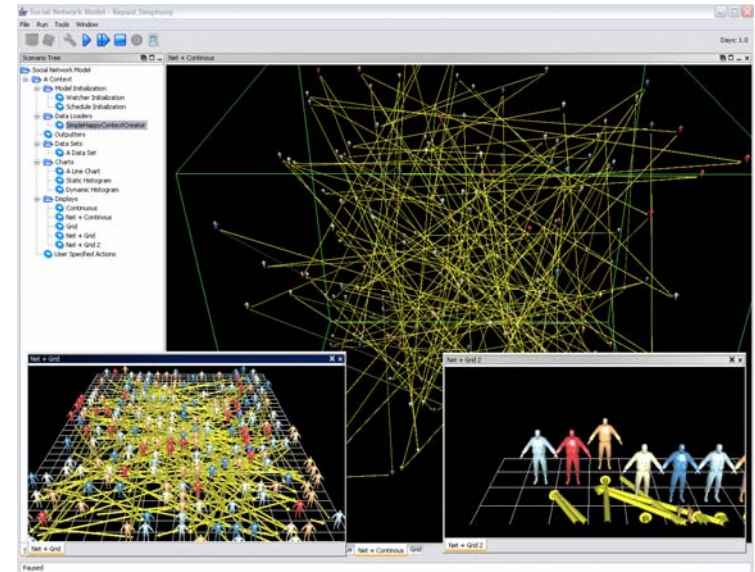 Social Network Model - Repast Simphony
File Run Tools Window
Days: 1.0
Scenario Tree
Net + Continous
Social Network Model
A Context
Model Initialization
Watcher Initialization
Schedule Initialization
Data Loaders
SimpleHappyContextCreator
Outputters
Data Sets
A Data Set
Charts
A Line Chart
Static Histogram
Dynamic Histogram
Displays
Continuous
Net + Continous
Grid
Net + Grid
Net + Grid 2
User Specified Actions
Net + Grid
Net + Grid 2
Net + Grid
Net + Continous Grid
Net + Grid 2
Paused